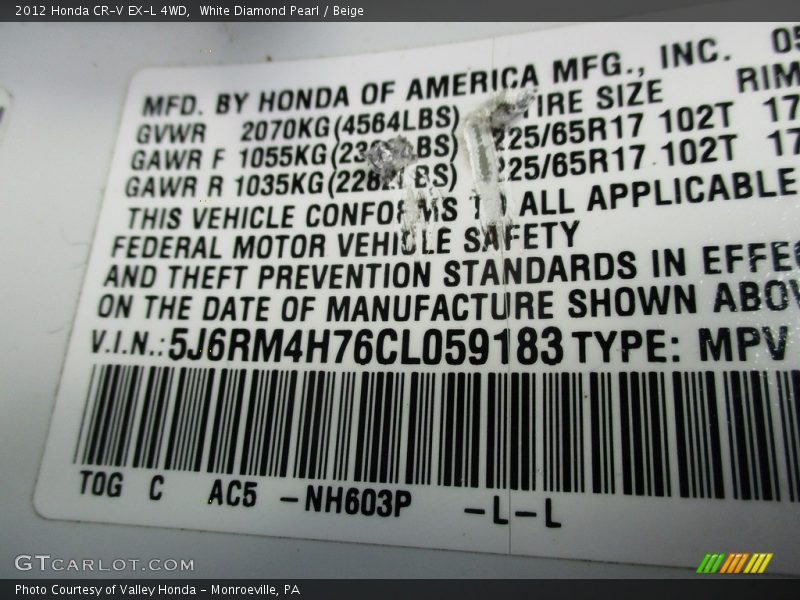 2012 Honda CR-V EX-L 4WD,  White Diamond Pearl / Beige
MFD. BY HONDA OF AMERICA MFG., INC. 05
GVWR 2070KG(4564LBS) TIRE SIZE RIM
GAWR F 1055KG 225/65R17 102T 17
GAWR R 1035KG 225/65R17 102T 17
THIS VEHICLE CONFORMS TO ALL APPLICABLE
FEDERAL MOTOR VEHICLE SAFETY
AND THEFT PREVENTION STANDARDS IN EFFE
ON THE DATE OF MANUFACTURE SHOWN ABOV
V.I.N.: 5J6RM4H76CL059183 TYPE: MPV
TOG C AC5 -NH603P -L-L
GTCARLOT.COM
Photo Courtesy of Valley Honda - Monroeville, PA